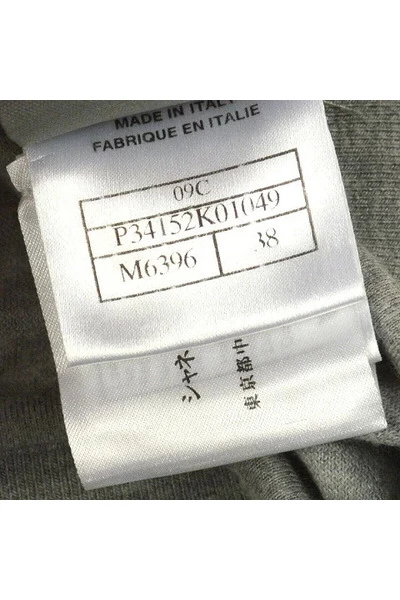 MADE IN ITALY
FABRIQUE EN ITALIE
09C
P34152K01049
M6396 38
シャネ
東京都中